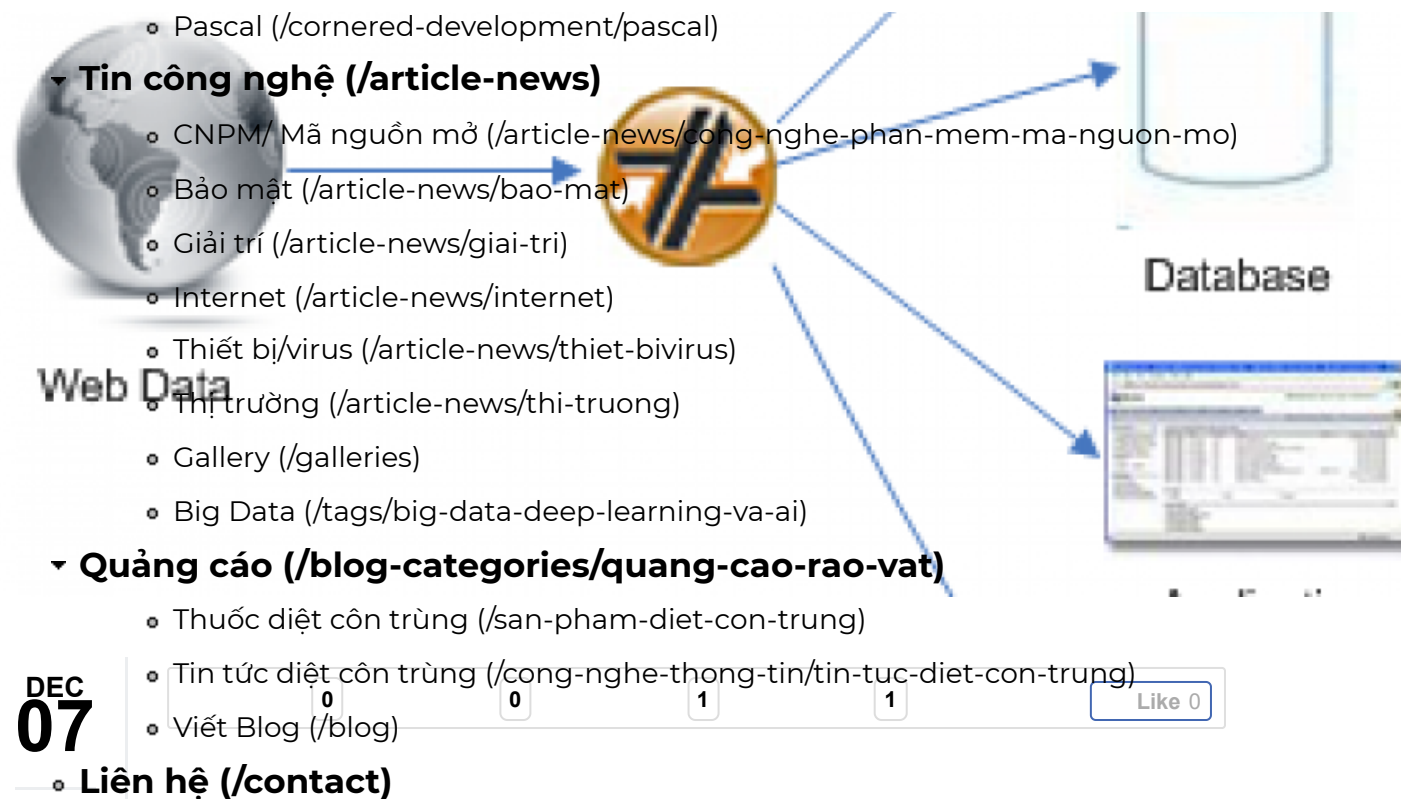 Pascal (/cornered-development/pascal)
Tin công nghệ (/article-news)
CNPM/ Mã nguồn mở (/article-news/cong-nghe-phan-mem-ma-nguon-mo)
Bảo mật (/article-news/bao-mat)
Giải trí (/article-news/giai-tri)
Database
Internet (/article-news/internet)
Thiết bị/virus (/article-news/thiet-bivirus)
Web Data
Thị trường (/article-news/thi-truong)
Gallery (/galleries)
Big Data (/tags/big-data-deep-learning-va-ai)
Quảng cáo (/blog-categories/quang-cao-rao-vat)
Thuốc diệt côn trùng (/san-pham-diet-con-trung)
Tin tức diệt côn trùng (/cong-nghe-thong-tin/tin-tuc-diet-con-trung)
DEC
07
0 0 1 1 Like 0
Viết Blog (/blog)
Liên hệ (/contact)